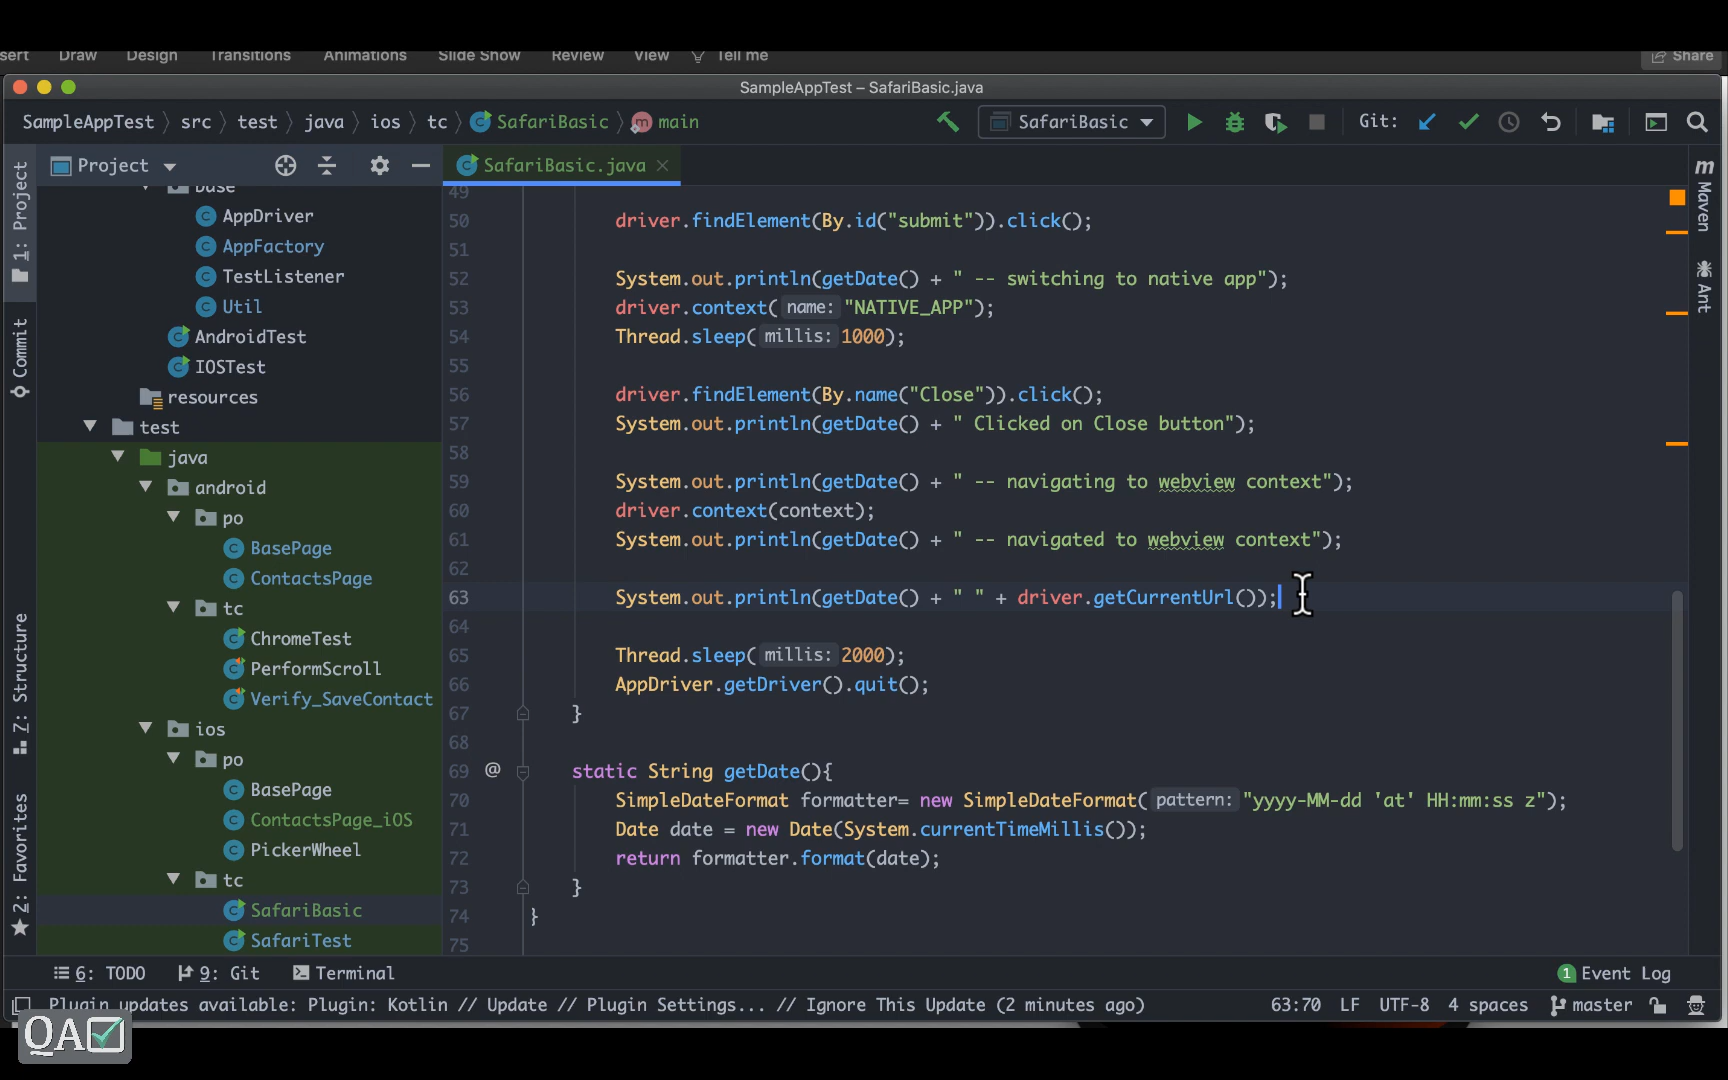 sert Draw Design Transitions Animations Slide Show Review View Tell me Share
SampleAppTest – SafariBasic.java
SampleAppTest src test java ios tc SafariBasic main SafariBasic Git:
Project SafariBasic.java
1: Project
Commit
Z: Structure
2: Favorites
base
AppDriver
AppFactory
TestListener
Util
AndroidTest
IOSTest
resources
test
java
android
po
BasePage
ContactsPage
tc
ChromeTest
PerformScroll
Verify_SaveContact
ios
po
BasePage
ContactsPage_iOS
PickerWheel
tc
SafariBasic
SafariTest
49
50 driver.findElement(By.id("submit")).click();
51
52 System.out.println(getDate() + " -- switching to native app");
53 driver.context( name: "NATIVE_APP");
54 Thread.sleep( millis: 1000);
55
56 driver.findElement(By.name("Close")).click();
57 System.out.println(getDate() + " Clicked on Close button");
58
59 System.out.println(getDate() + " -- navigating to webview context");
60 driver.context(context);
61 System.out.println(getDate() + " -- navigated to webview context");
62
63 System.out.println(getDate() + " " + driver.getCurrentUrl());
64
65 Thread.sleep( millis: 2000);
66 AppDriver.getDriver().quit();
67 }
68
69 @ static String getDate(){
70 SimpleDateFormat formatter= new SimpleDateFormat( pattern: "yyyy-MM-dd 'at' HH:mm:ss z");
71 Date date = new Date(System.currentTimeMillis());
72 return formatter.format(date);
73 }
74 }
75
m Maven
Ant
6: TODO 9: Git Terminal 1 Event Log
Plugin updates available: Plugin: Kotlin // Update // Plugin Settings... // Ignore This Update (2 minutes ago) 63:70 LF UTF-8 4 spaces master
QA